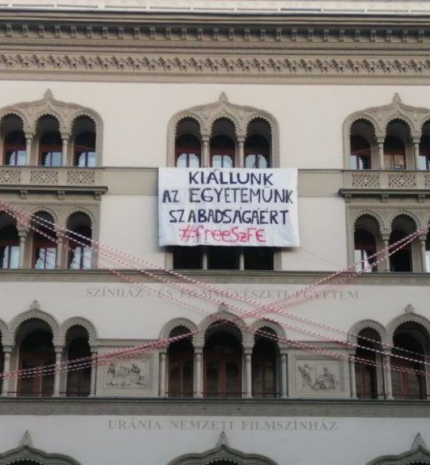 KIÁLLUNK
AZ EGYETEMÜNK
SZABADSÁGÁÉRT
#freeSzFE
SZÍNHÁZ- ÉS FILMMŰVÉSZETI EGYETEM
URÁNIA NEMZETI FILMSZÍNHÁZ